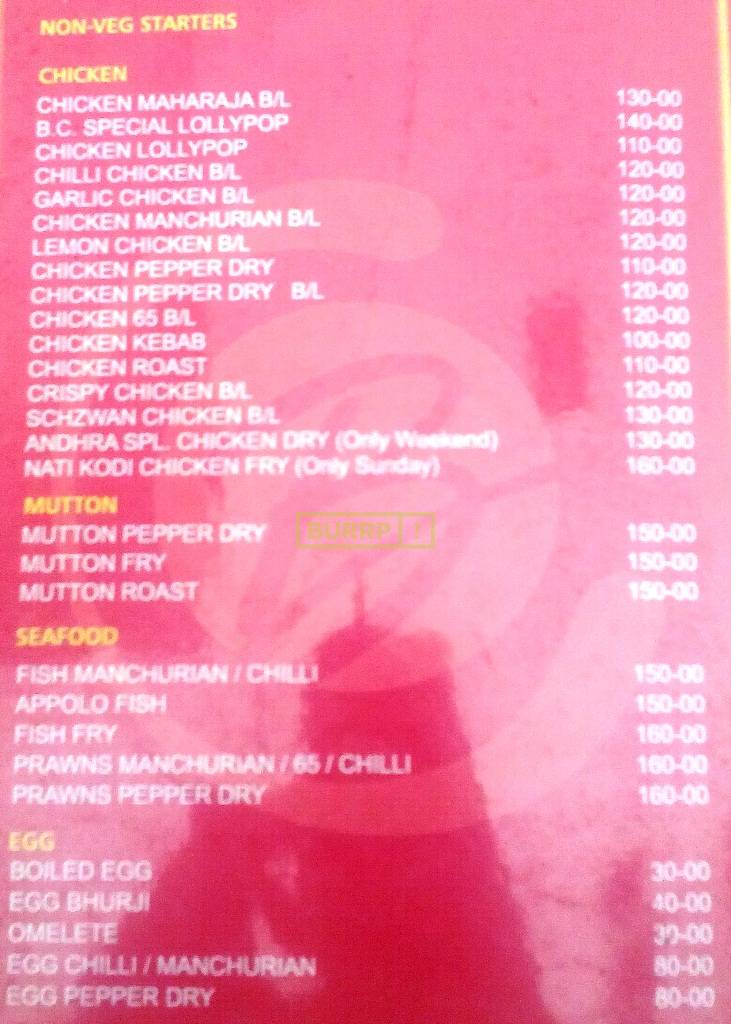 NON-VEG STARTERS
CHICKEN
CHICKEN MAHARAJA B/L 130-00
B.C. SPECIAL LOLLYPOP 140-00
CHICKEN LOLLYPOP 110-00
CHILLI CHICKEN B/L 120-00
GARLIC CHICKEN B/L 120-00
CHICKEN MANCHURIAN B/L 120-00
LEMON CHICKEN B/L 120-00
CHICKEN PEPPER DRY 110-00
CHICKEN PEPPER DRY B/L 120-00
CHICKEN 65 B/L 120-00
CHICKEN KEBAB 100-00
CHICKEN ROAST 110-00
CRISPY CHICKEN B/L 120-00
SCHZWAN CHICKEN B/L 130-00
ANDHRA SPL. CHICKEN DRY (Only Weekend) 130-00
NATI KODI CHICKEN FRY (Only Sunday) 160-00
MUTTON
MUTTON PEPPER DRY 150-00
BURRP !
MUTTON FRY 150-00
MUTTON ROAST 150-00
SEAFOOD
FISH MANCHURIAN / CHILLI 150-00
APPOLO FISH 150-00
FISH FRY 160-00
PRAWNS MANCHURIAN / 65 / CHILLI 160-00
PRAWNS PEPPER DRY 160-00
EGG
BOILED EGG 30-00
EGG BHURJI 40-00
OMELETE 30-00
EGG CHILLI / MANCHURIAN 80-00
EGG PEPPER DRY 80-00